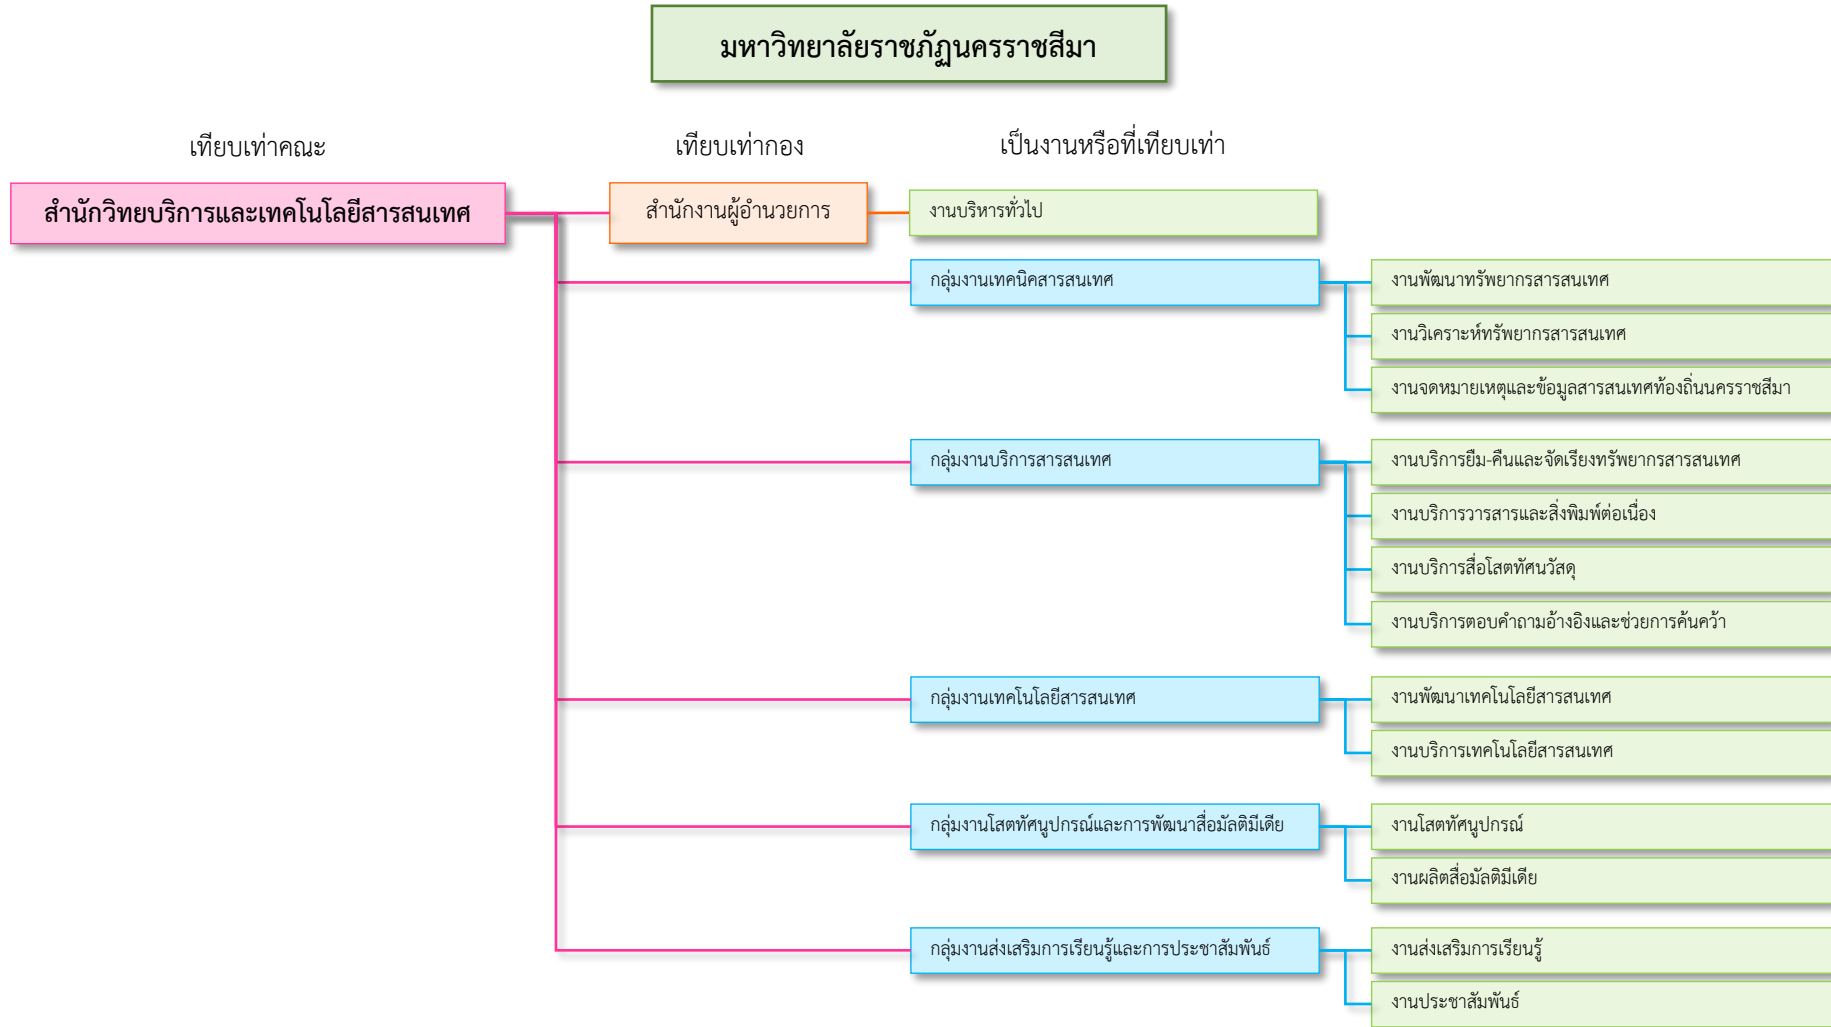 มหาวิทยาลัยราชภัฏนครราชสีมา
เทียบเท่าคณะ
เทียบเท่ากอง
เป็นงานหรือที่เทียบเท่า
สำนักวิทยบริการและเทคโนโลยีสารสนเทศ
สำนักงานผู้อำนวยการ
งานบริหารทั่วไป
กลุ่มงานเทคนิคสารสนเทศ
งานพัฒนาทรัพยากรสารสนเทศ
งานวิเคราะห์ทรัพยากรสารสนเทศ
งานจดหมายเหตุและข้อมูลสารสนเทศท้องถิ่นนครราชสีมา
กลุ่มงานบริการสารสนเทศ
งานบริการยืม-คืนและจัดเรียงทรัพยากรสารสนเทศ
งานบริการวารสารและสิ่งพิมพ์ต่อเนื่อง
งานบริการสื่อโสตทัศนวัสดุ
งานบริการตอบคำถามอ้างอิงและช่วยการค้นคว้า
กลุ่มงานเทคโนโลยีสารสนเทศ
งานพัฒนาเทคโนโลยีสารสนเทศ
งานบริการเทคโนโลยีสารสนเทศ
กลุ่มงานโสตทัศนูปกรณ์และการพัฒนาสื่อมัลติมีเดีย
งานโสตทัศนูปกรณ์
งานผลิตสื่อมัลติมีเดีย
กลุ่มงานส่งเสริมการเรียนรู้และการประชาสัมพันธ์
งานส่งเสริมการเรียนรู้
งานประชาสัมพันธ์